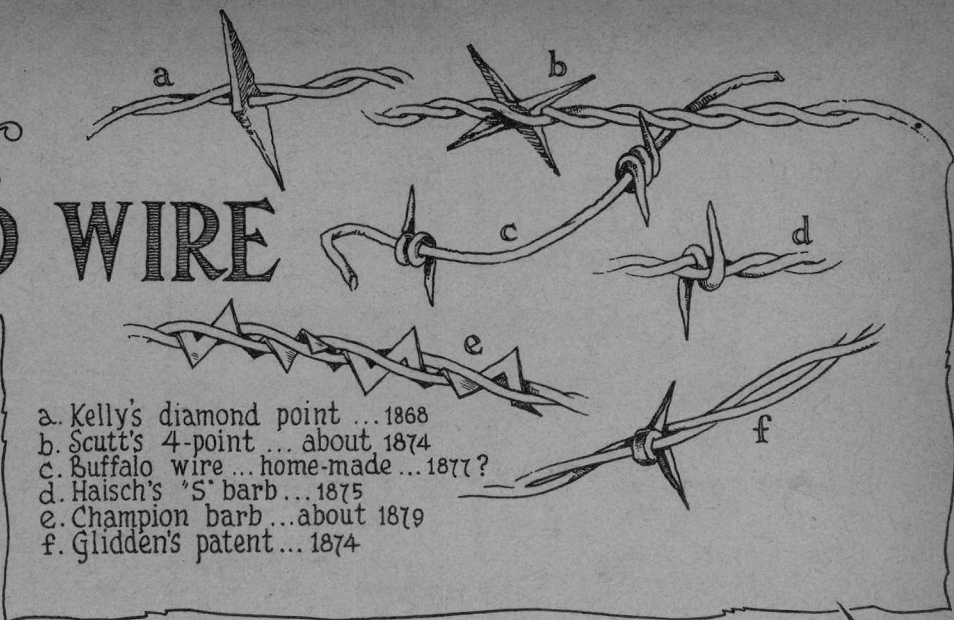 a
b
WIRE
c
d
e
f
a. Kelly's diamond point ... 1868
b. Scutt's 4-point ... about 1874
c. Buffalo wire ... home-made ... 1877?
d. Haisch's "S" barb ... 1875
e. Champion barb ... about 1879
f. Glidden's patent ... 1874